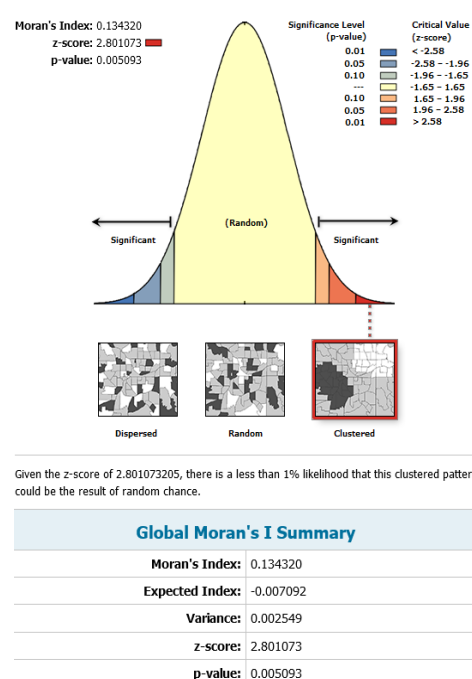 Moran's Index: 0.134320
z-score: 2.801073
p-value: 0.005093
Significance Level
(p-value)
Critical Value
(z-score)
0.01 < -2.58
0.05 -2.58 - -1.96
0.10 -1.96 - -1.65
--- -1.65 - 1.65
0.10 1.65 - 1.96
0.05 1.96 - 2.58
0.01 > 2.58
(Random)
Significant Significant
Dispersed Random Clustered
Given the z-score of 2.801073205, there is a less than 1% likelihood that this clustered patter
could be the result of random chance.
Global Moran's I Summary
Moran's Index: 0.134320
Expected Index: -0.007092
Variance: 0.002549
z-score: 2.801073
p-value: 0.005093